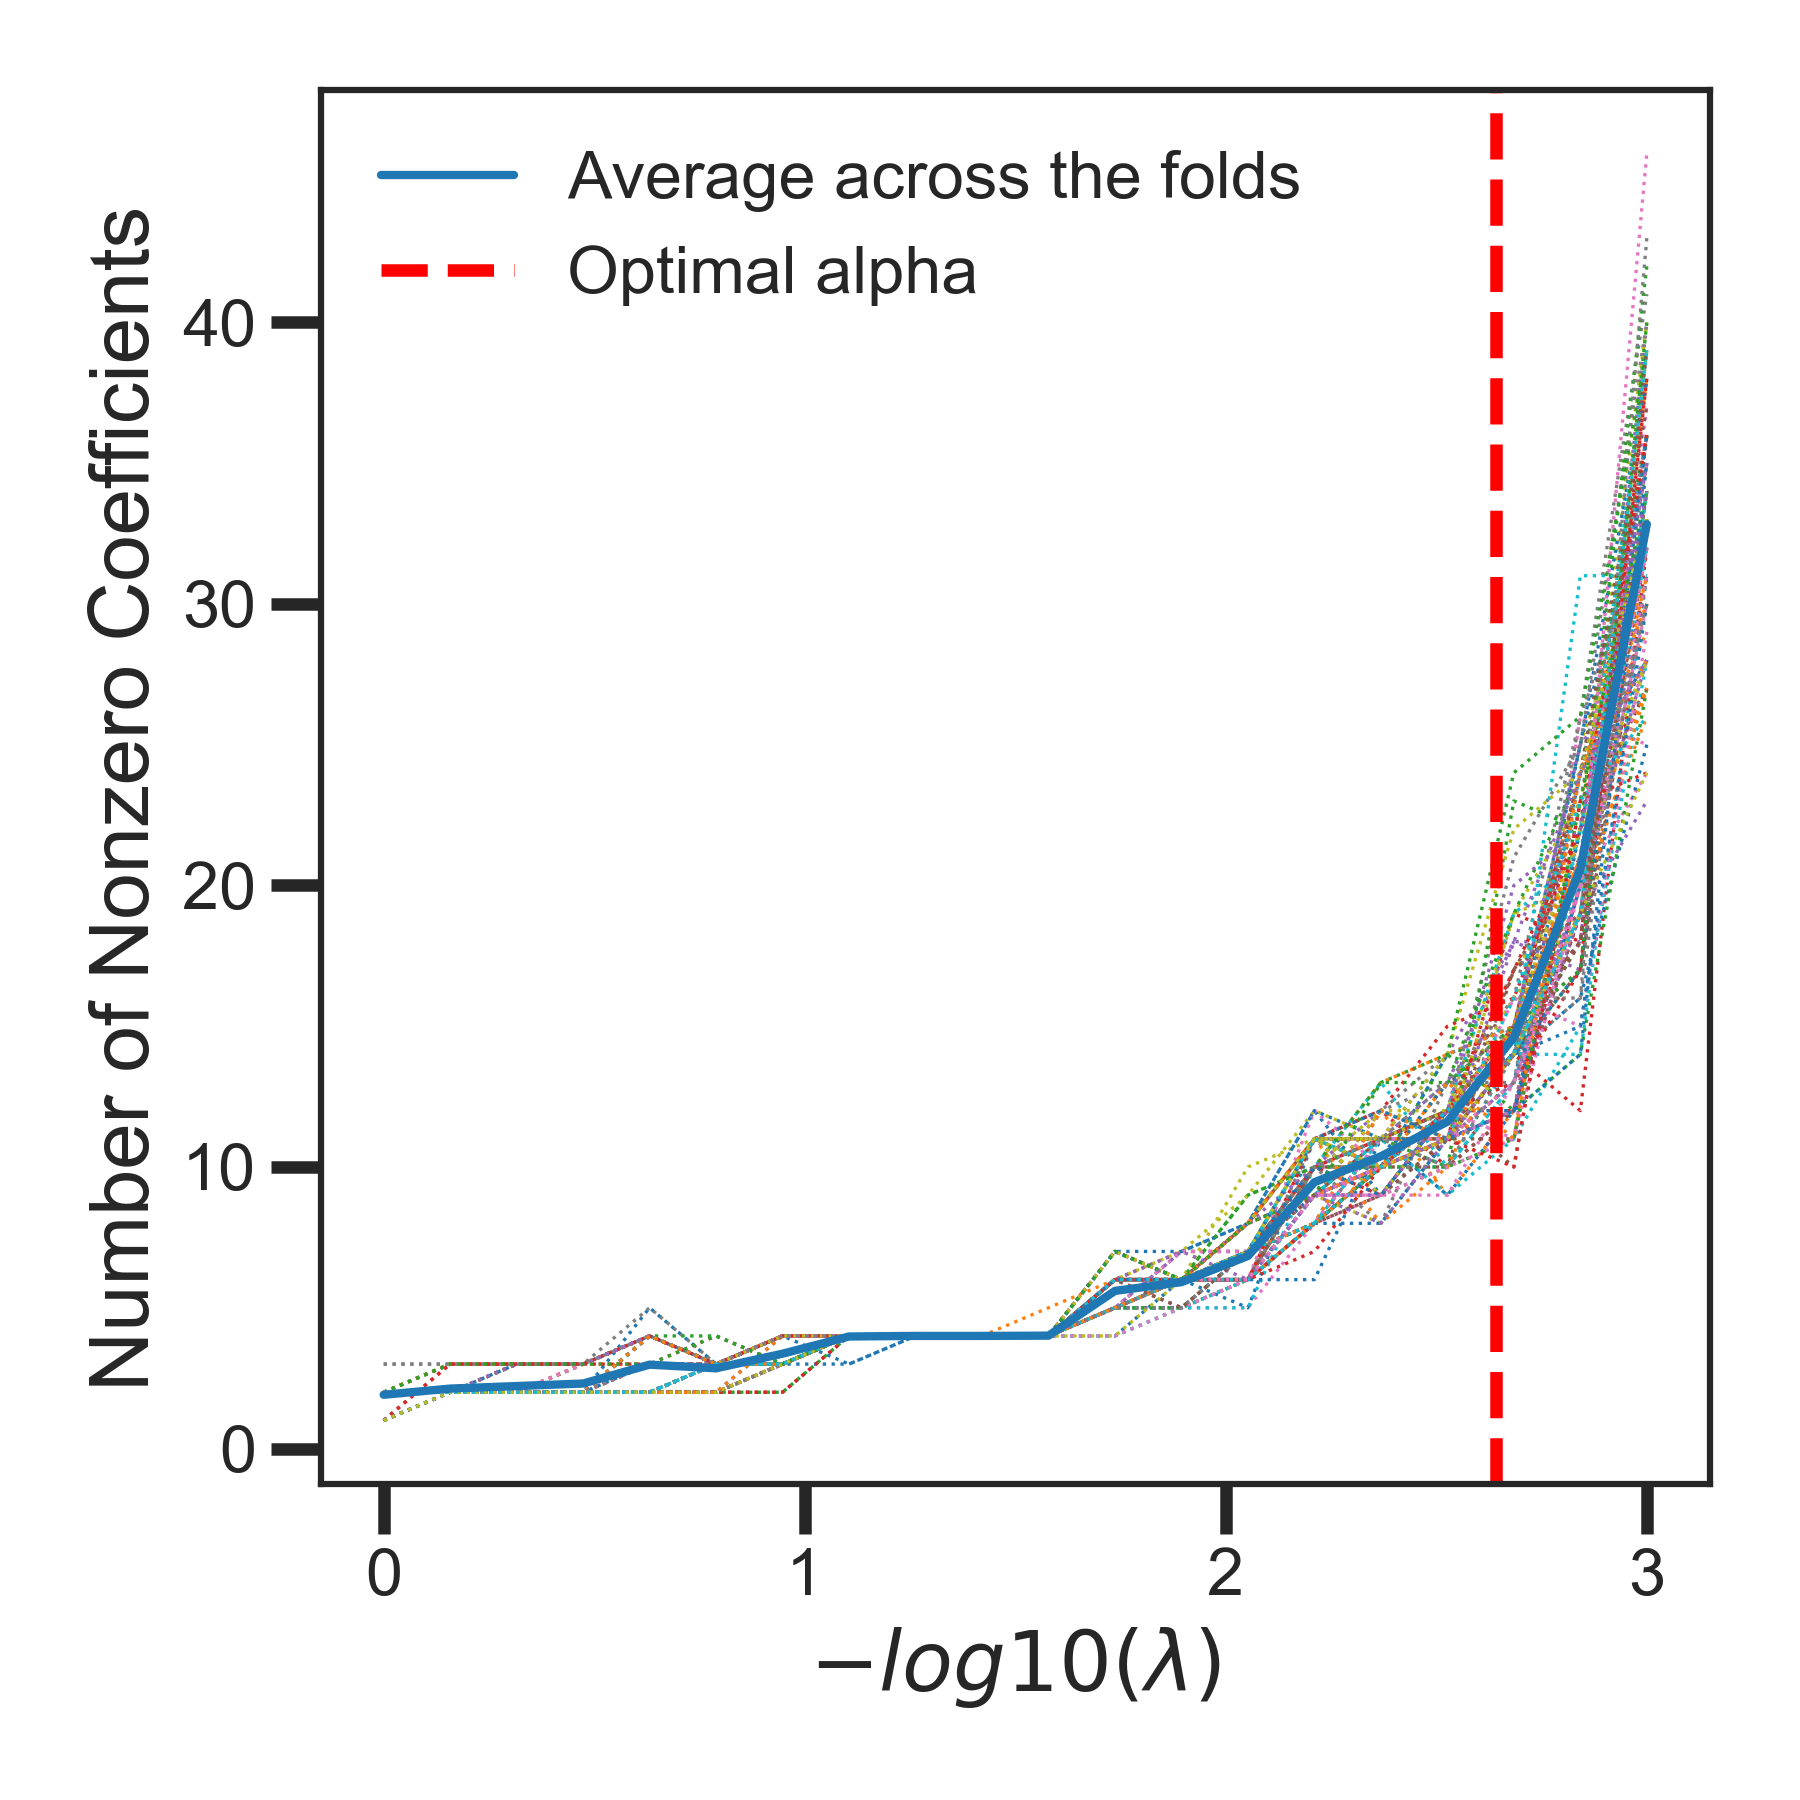 Average across the folds
Optimal alpha
Number of Nonzero Coefficients
40
30
20
10
0
0
1
2
3
−log10(λ)